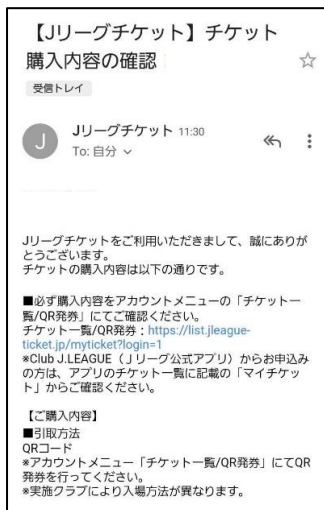 【Jリーグチケット】チケット
購入内容の確認
受信トレイ
J
Jリーグチケット 11:30
To: 自分
Jリーグチケットをご利用いただきまして、誠にありが
とうございます。
チケットの購入内容は以下の通りです。
■必ず購入内容をアカウントメニューの「チケット一
覧/QR発券」にてご確認ください。
チケット一覧/QR発券：https://list.jleague-
ticket.jp/myticket?login=1
※Club J.LEAGUE（Ｊリーグ公式アプリ）からお申込み
の方は、アプリのチケット一覧に記載の「マイチケッ
ト」からご確認ください。
【ご購入内容】
■引取方法
QRコード
※アカウントメニュー「チケット一覧/QR発券」にてQR
発券を行ってください。
※実施クラブにより入場方法が異なります。